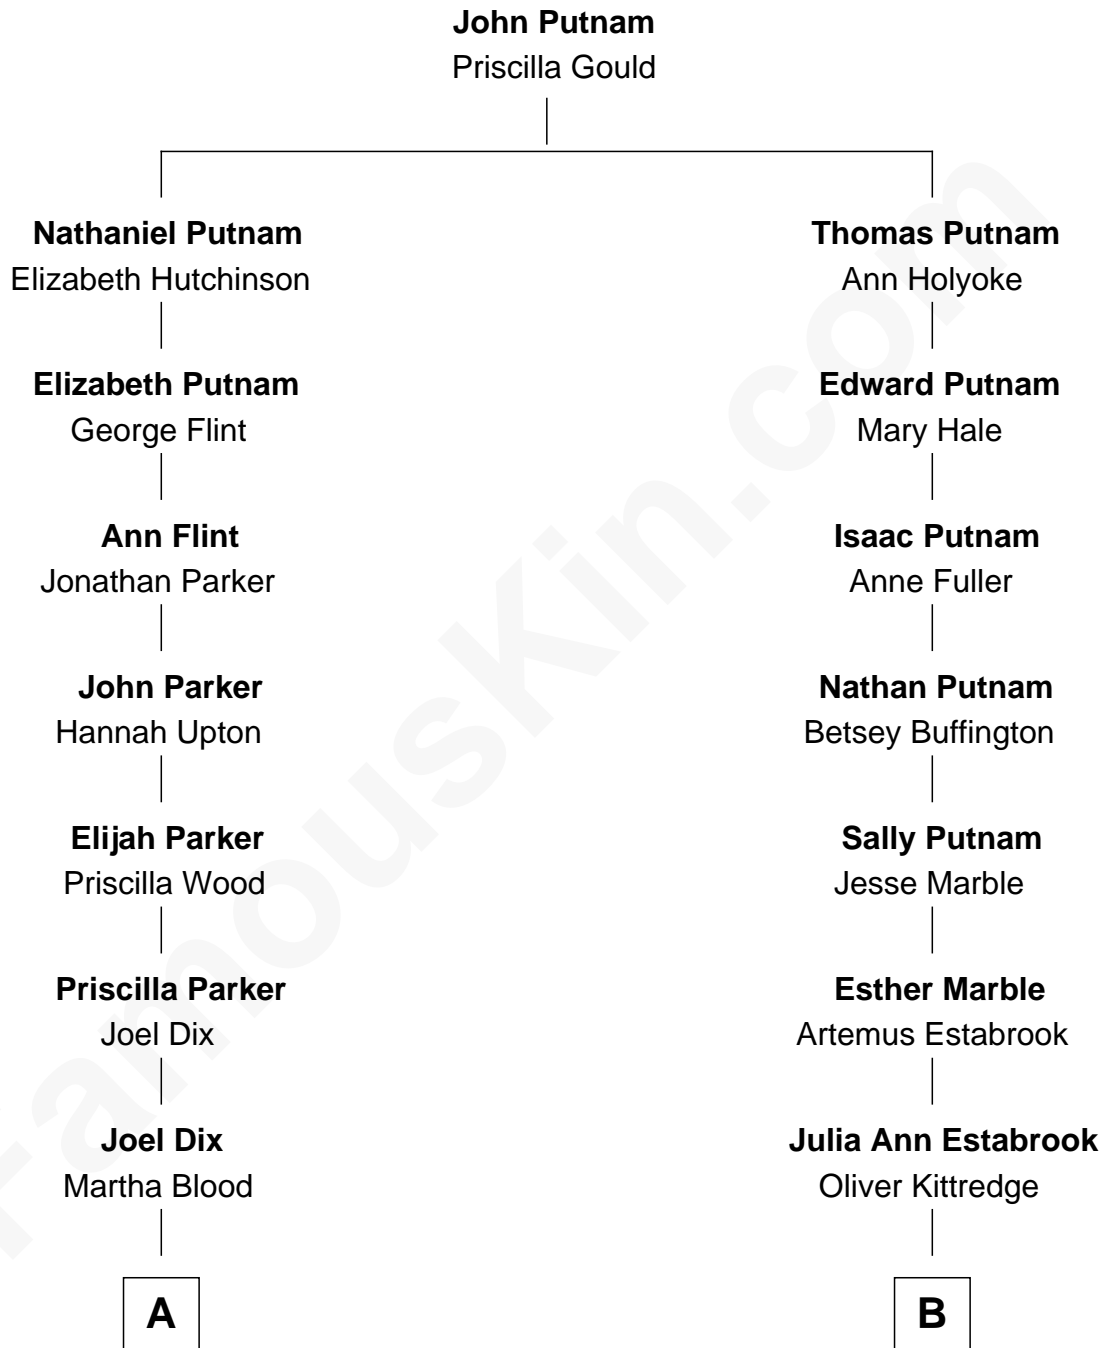 John Putnam
Priscilla Gould
Nathaniel Putnam
Elizabeth Hutchinson
Thomas Putnam
Ann Holyoke
Elizabeth Putnam
George Flint
Edward Putnam
Mary Hale
Ann Flint
Jonathan Parker
Isaac Putnam
Anne Fuller
John Parker
Hannah Upton
Nathan Putnam
Betsey Buffington
Elijah Parker
Priscilla Wood
Sally Putnam
Jesse Marble
Priscilla Parker
Joel Dix
Esther Marble
Artemus Estabrook
Joel Dix
Martha Blood
Julia Ann Estabrook
Oliver Kittredge
A
B
FamousKin.com